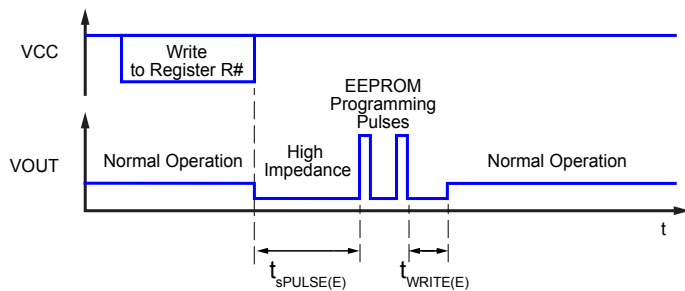 VCC
Write
to Register R#
EEPROM
Programming
Pulses
VOUT
Normal Operation
High
Impedance
Normal Operation
t
tsPULSE(E)
tWRITE(E)